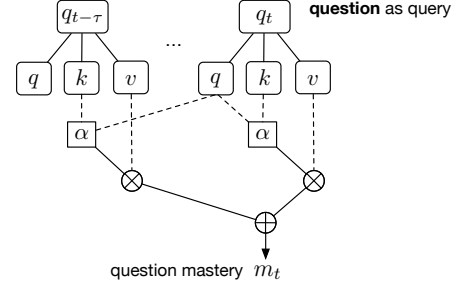 q_{t−τ} ... q_t question as query
q k v q k v
α α
question mastery m_t